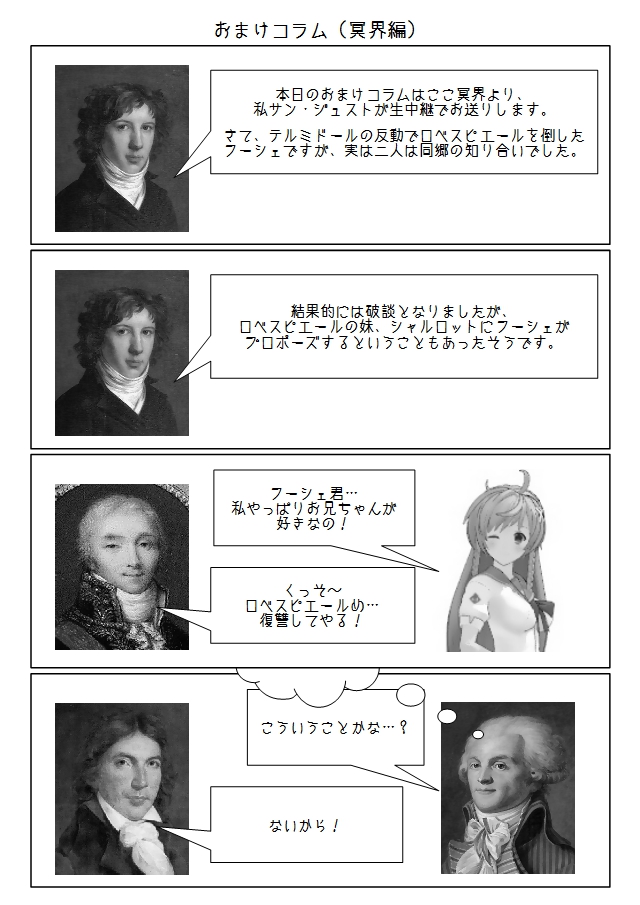 おまけコラム（冥界編）
本日のおまけコラムはここ冥界より、
私サン・ジュストが生中継でお送りします。
さて、テルミドールの反動でロベスピエールを倒した
フーシェですが、実は二人は同郷の知り合いでした。
結果的には破談となりましたが、
ロベスピエールの妹、シャルロットにフーシェが
プロポーズするということもあったそうです。
フーシェ君…
私やっぱりお兄ちゃんが
好きなの！
くっそ～
ロベスピエールめ…
復讐してやる！
こういうことかな…？
ないから！